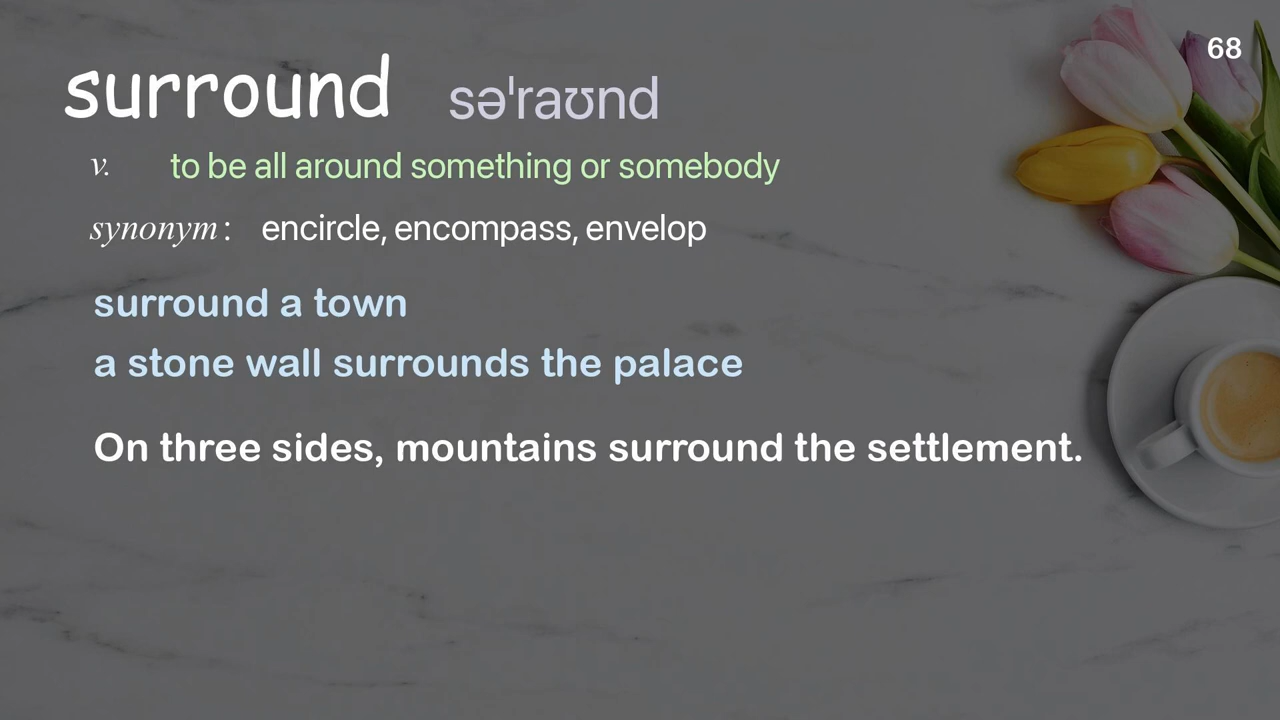 68
surround səˈraʊnd
v. to be all around something or somebody
synonym: encircle, encompass, envelop
surround a town
a stone wall surrounds the palace
On three sides, mountains surround the settlement.